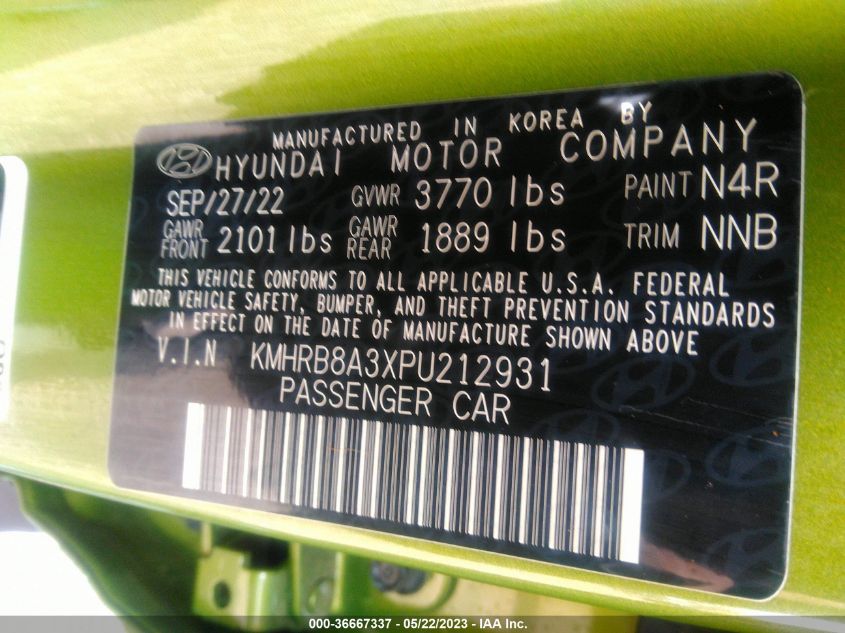 MANUFACTURED IN KOREA BY
HYUNDAI MOTOR COMPANY
SEP/27/22 GVWR 3770 lbs PAINT N4R
GAWR FRONT 2101 lbs GAWR REAR 1889 lbs TRIM NNB
THIS VEHICLE CONFORMS TO ALL APPLICABLE U.S.A. FEDERAL
MOTOR VEHICLE SAFETY, BUMPER, AND THEFT PREVENTION STANDARDS
IN EFFECT ON THE DATE OF MANUFACTURE SHOWN ABOVE
V.I.N KMHRB8A3XPU212931
PASSENGER CAR
000-36667337 - 05/22/2023 - IAA Inc.